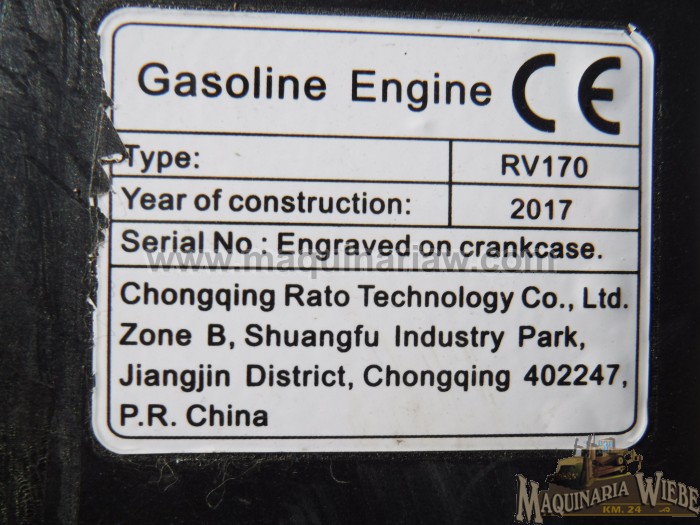 Gasoline Engine CE
Type: RV170
Year of construction: 2017
Serial No : Engraved on crankcase.
www.maquinariaw.com
Chongqing Rato Technology Co., Ltd.
Zone B, Shuangfu Industry Park,
Jiangjin District, Chongqing 402247,
P.R. China
MAQUINARIA WIEBE
KM. 24